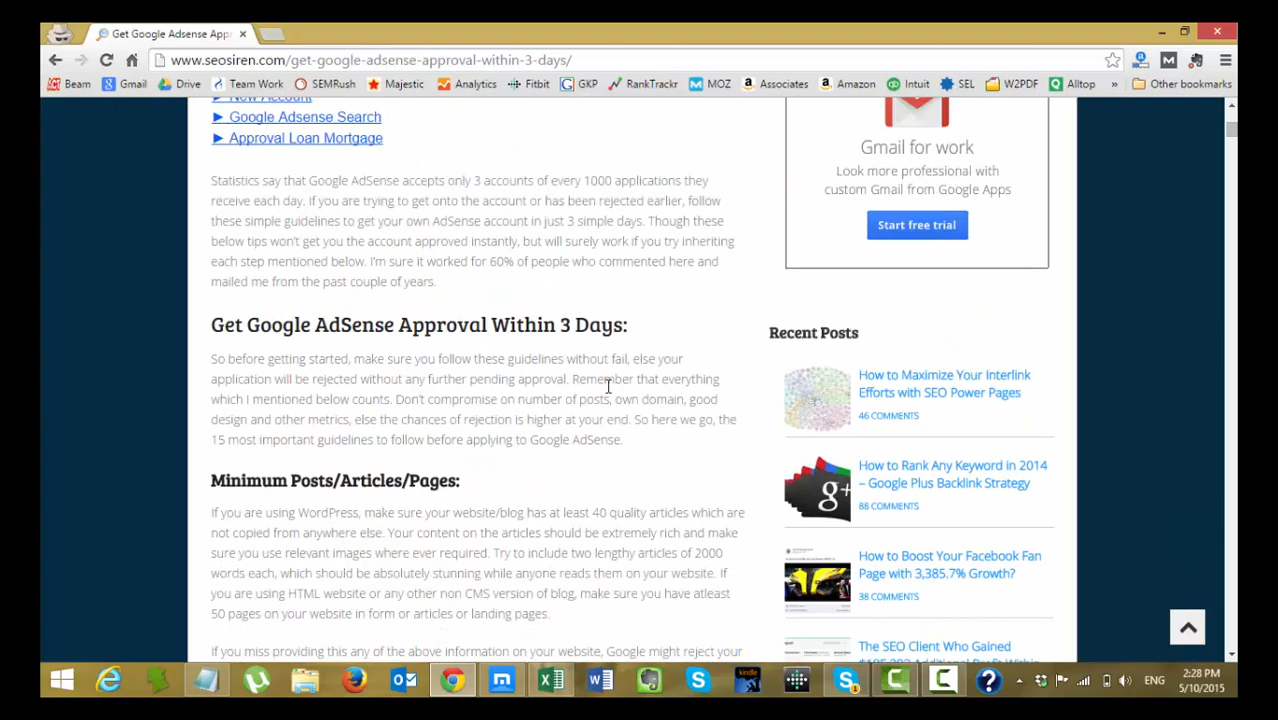 Get Google Adsense Appr
www.seosiren.com/get-google-adsense-approval-within-3-days/
Beam
Gmail
Drive
Team Work
SEMRush
Majestic
Analytics
Fitbit
GKP
RankTrackr
MOZ
Associates
Amazon
Intuit
SEL
W2PDF
Alltop
»
Other bookmarks
► New Account
► Google Adsense Search
► Approval Loan Mortgage
Statistics say that Google AdSense accepts only 3 accounts of every 1000 applications they
receive each day. If you are trying to get onto the account or has been rejected earlier, follow
these simple guidelines to get your own AdSense account in just 3 simple days. Though these
below tips won't get you the account approved instantly, but will surely work if you try inheriting
each step mentioned below. I'm sure it worked for 60% of people who commented here and
mailed me from the past couple of years.
Get Google AdSense Approval Within 3 Days:
So before getting started, make sure you follow these guidelines without fail, else your
application will be rejected without any further pending approval. Remember that everything
which I mentioned below counts. Don't compromise on number of posts, own domain, good
design and other metrics, else the chances of rejection is higher at your end. So here we go, the
15 most important guidelines to follow before applying to Google AdSense.
Minimum Posts/Articles/Pages:
If you are using WordPress, make sure your website/blog has at least 40 quality articles which are
not copied from anywhere else. Your content on the articles should be extremely rich and make
sure you use relevant images where ever required. Try to include two lengthy articles of 2000
words each, which should be absolutely stunning while anyone reads them on your website. If
you are using HTML website or any other non CMS version of blog, make sure you have atleast
50 pages on your website in form or articles or landing pages.
If you miss providing this any of the above information on your website, Google might reject your
Gmail for work
Look more professional with
custom Gmail from Google Apps
Start free trial
Recent Posts
How to Maximize Your Interlink
Efforts with SEO Power Pages
46 COMMENTS
How to Rank Any Keyword in 2014
– Google Plus Backlink Strategy
88 COMMENTS
g+
How to Boost Your Facebook Fan
Page with 3,385.7% Growth?
38 COMMENTS
The SEO Client Who Gained
kindle
ENG
2:28 PM
5/10/2015